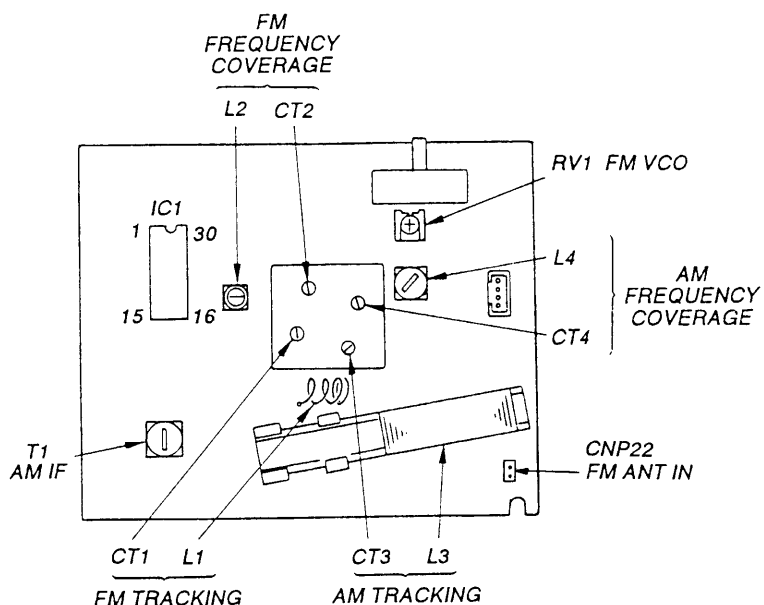 FM
FREQUENCY
COVERAGE
L2 CT2
RV1 FM VCO
IC1
1 30
L4
AM
FREQUENCY
COVERAGE
15 16
CT4
T1
AM IF
CNP22
FM ANT IN
CT1 L1 CT3 L3
FM TRACKING AM TRACKING